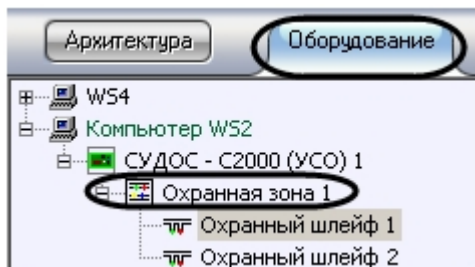 Архитектура Оборудование
WS4
Компьютер WS2
СУДОС - С2000 (УСО) 1
Охранная зона 1
Охранный шлейф 1
Охранный шлейф 2